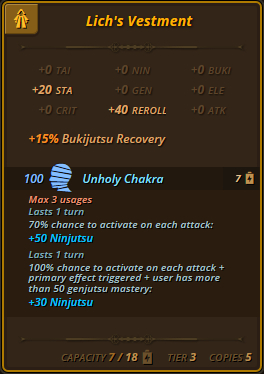 Lich's Vestment
+0 TAI +0 NIN +0 BUKI
+20 STA +0 GEN +0 ELE
+0 CRIT +40 REROLL +0 ATK
+15% Bukijutsu Recovery
100 Unholy Chakra 7
Max 3 usages
Lasts 1 turn
70% chance to activate on each attack:
+50 Ninjutsu
Lasts 1 turn
100% chance to activate on each attack +
primary effect triggered + user has more
than 50 genjutsu mastery:
+30 Ninjutsu
CAPACITY 7 / 18 TIER 3 COPIES 5